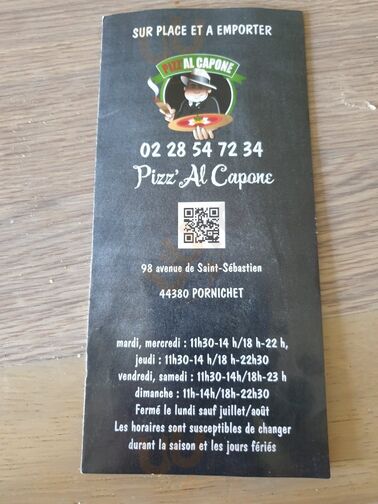 SUR PLACE ET A EMPORTER
PIZZ'AL CAPONE
02 28 54 72 34
Pizz'Al Capone
98 avenue de Saint-Sébastien
44380 PORNICHET
mardi, mercredi : 11h30-14 h/18 h-22 h,
jeudi : 11h30-14 h/18 h-22h30
vendredi, samedi : 11h30-14h/18h-23 h
dimanche : 11h-14h/18h-22h30
Fermé le lundi sauf juillet/août
Les horaires sont susceptibles de changer
durant la saison et les jours fériés